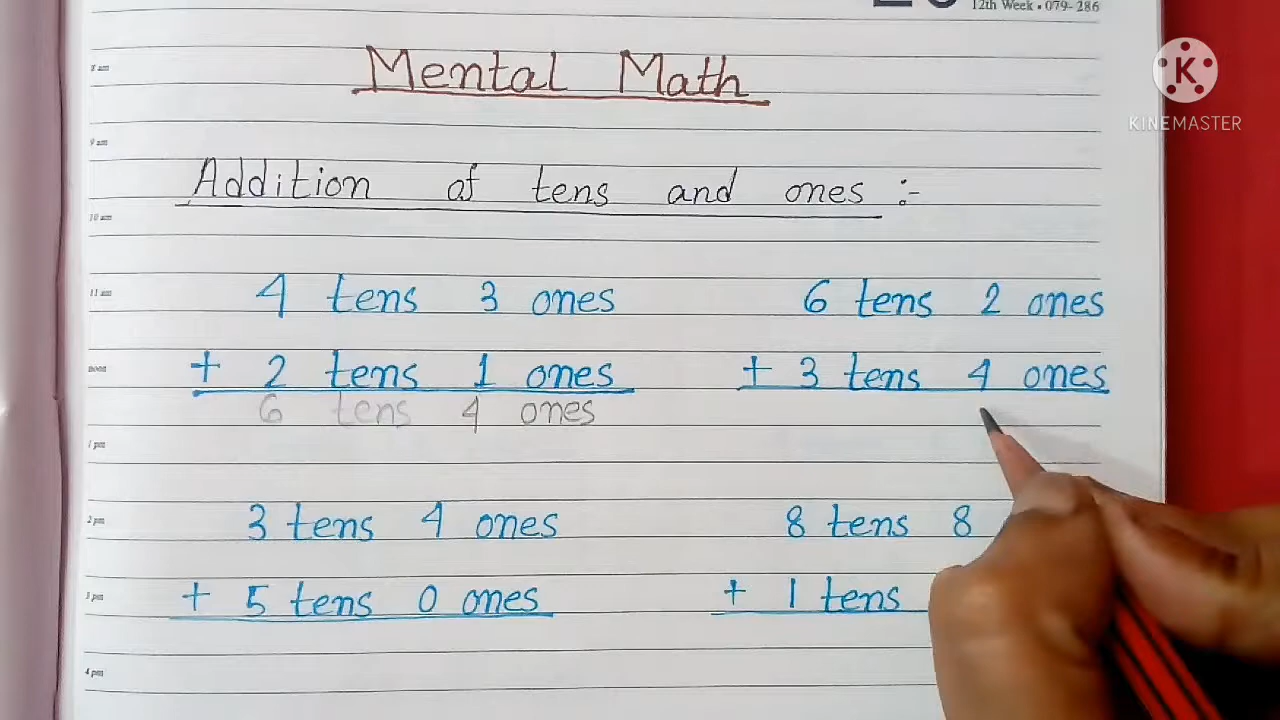 12th Week • 079-286
K
KINEMASTER
Mental Math
8 am
9 am
Addition of tens and ones :-
10 am
11 am
4 tens 3 ones
6 tens 2 ones
noon
+ 2 tens 1 ones
+ 3 tens 4 ones
6 tens 4 ones
1 pm
2 pm
3 tens 4 ones
8 tens 8
3 pm
+ 5 tens 0 ones
+ 1 tens
4 pm